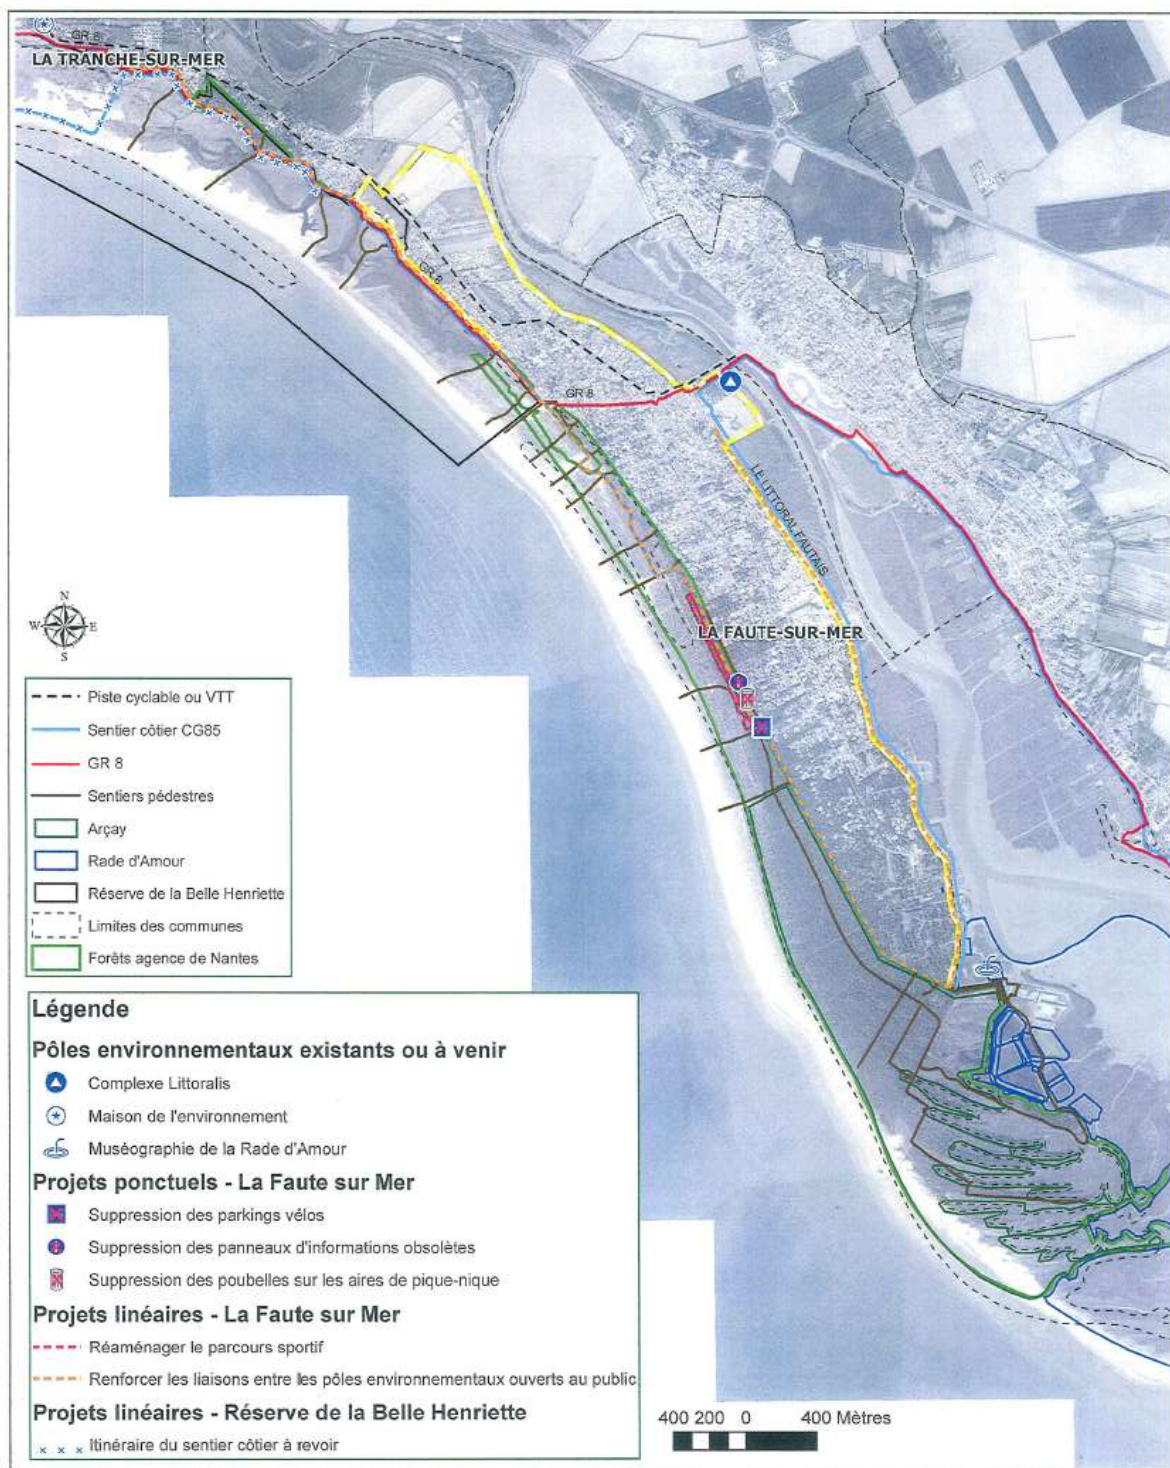 GR 8
LA TRANCHE-SUR-MER
GR 8
GR 8
LE LITTORAL FAUTAIS
LA FAUTE-SUR-MER
N
W E
S
Piste cyclable ou VTT
Sentier côtier CG85
GR 8
Sentiers pédestres
Arçay
Rade d'Amour
Réserve de la Belle Henriette
Limites des communes
Forêts agence de Nantes
Légende
Pôles environnementaux existants ou à venir
Complexe Littoralis
Maison de l'environnement
Muséographie de la Rade d'Amour
Projets ponctuels - La Faute sur Mer
Suppression des parkings vélos
Suppression des panneaux d'informations obsolètes
Suppression des poubelles sur les aires de pique-nique
Projets linéaires - La Faute sur Mer
Réaménager le parcours sportif
Renforcer les liaisons entre les pôles environnementaux ouverts au public
Projets linéaires - Réserve de la Belle Henriette
Itinéraire du sentier côtier à revoir
400 200 0 400 Mètres